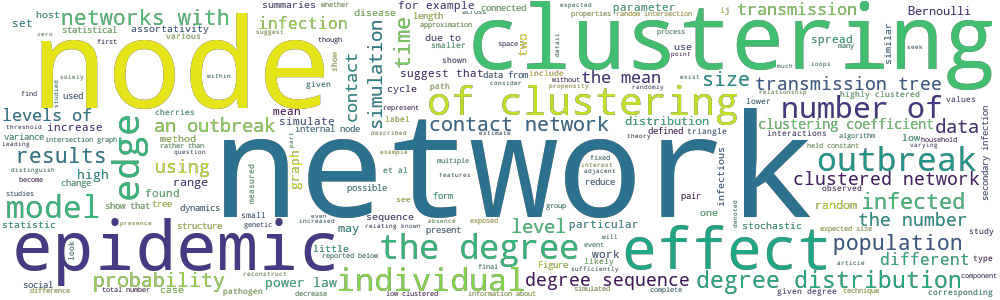 host networks with summaries whether for example parameter ij transmission Bernoulli
set statistical assortativity infection disease length connected properties random intersection
zero first various though approximation across expected process
node clustering
due to smaller space two detail use point spread many similar seek
suggest show time shown much loops
find used studied solely within given contact simulation suggest that data from include the mean size exist relationship transmission tree
consider without randomly propensity
levels of cherries mean cycle path of clustering lower highly clustered values
threshold increase an outbreak simulate represent number of
variance intersection graph method internal node label contact network distribution theory defined triangle clustering coefficient data
leading rather than question part described estimate interactions algorithm low household
results edge using graph example multiple fixed interest adjacent infectious held constant varying outbreak secondary infection
distinguish become high range et al features reduce clustered network
studies change found tree measured possible form pair observed
model show that dynamics network see group random infected
statistic probability structure small genetic even increased sequence absence exposed level particular one denoted stochastic expected size the number
presence may relating known present
epidemic look little reported below the degree event will work effect population article study
social final Figure likely sufficiently different type
difference probability case power law individual degree sequence degree distribution component
total number pathogen reconstruct decrease low clustered information about simulated complete given degree technique corresponding